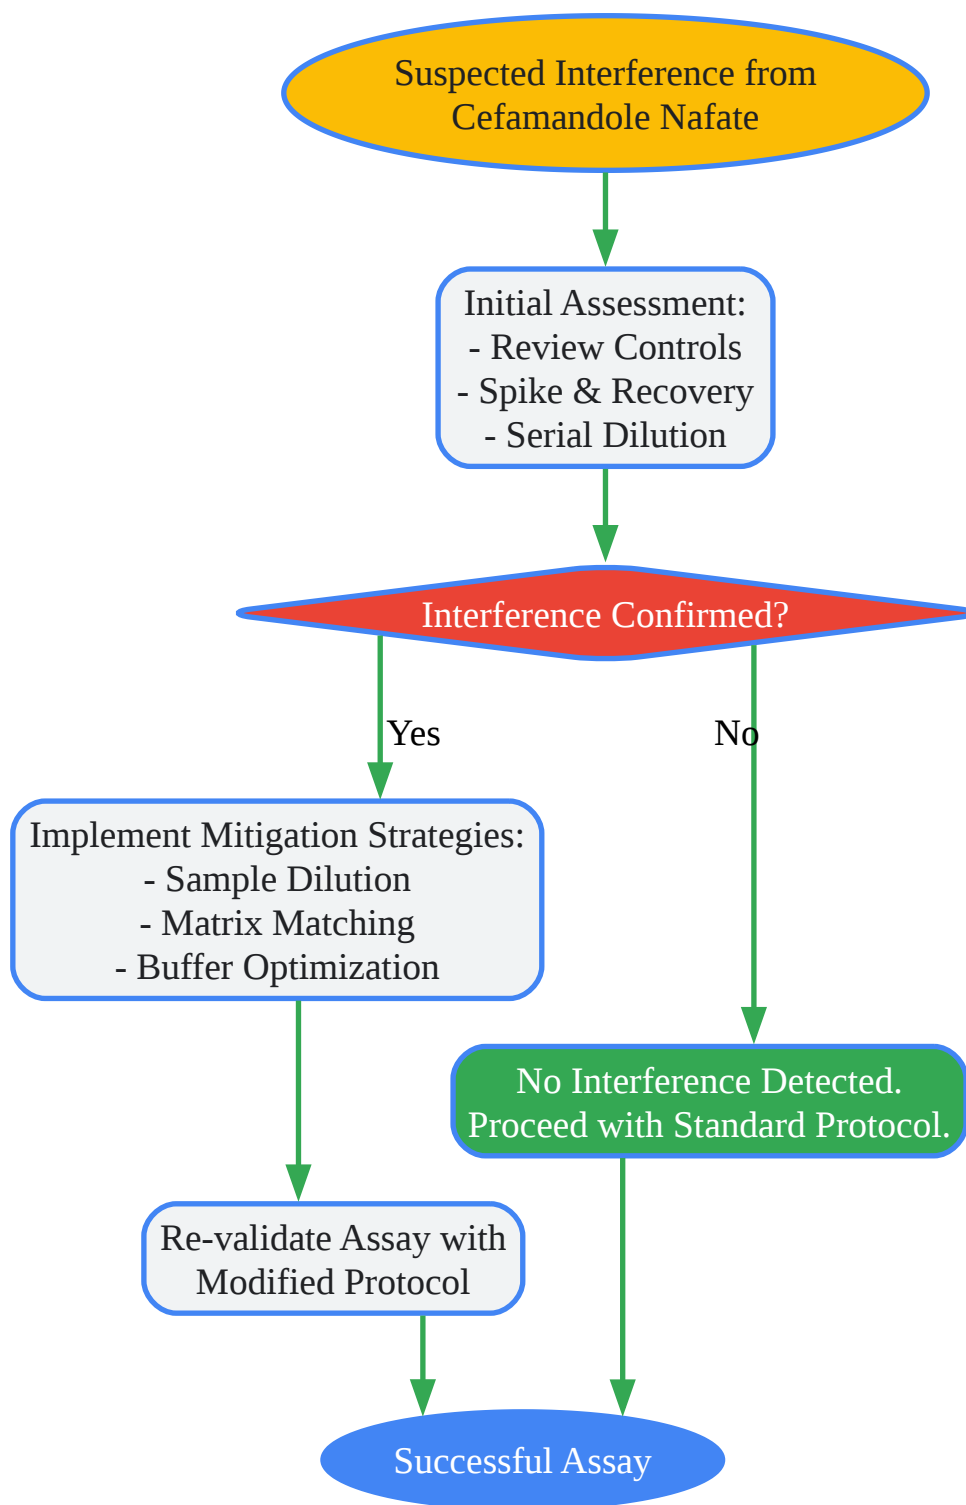 Suspected Interference from
Cefamandole Nafate
Initial Assessment:
- Review Controls
- Spike & Recovery
- Serial Dilution
Interference Confirmed?
Yes
No
Implement Mitigation Strategies:
- Sample Dilution
- Matrix Matching
- Buffer Optimization
No Interference Detected.
Proceed with Standard Protocol.
Re-validate Assay with
Modified Protocol
Successful Assay